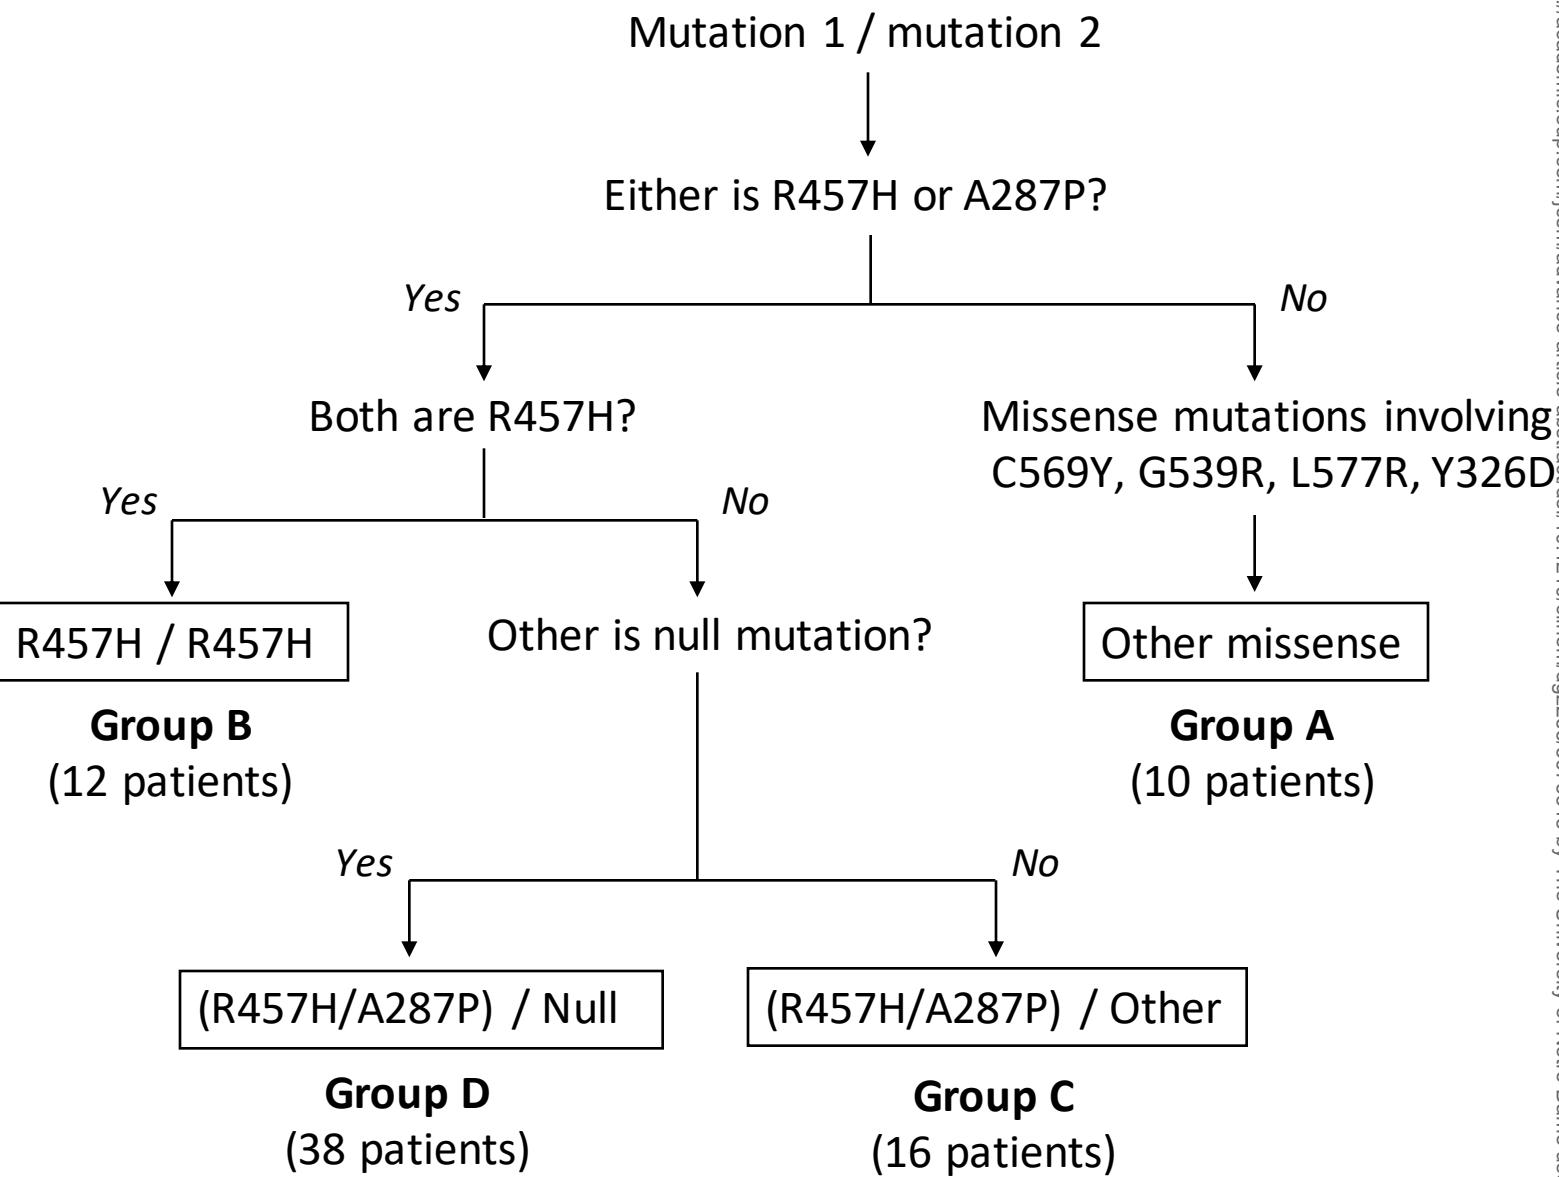 Mutation 1 / mutation 2
Either is R457H or A287P?
Yes
No
Both are R457H?
Missense mutations involving
C569Y, G539R, L577R, Y326D
Yes
No
R457H / R457H
Other is null mutation?
Other missense
Group B
(12 patients)
Group A
(10 patients)
Yes
No
(R457H/A287P) / Null
(R457H/A287P) / Other
Group D
(38 patients)
Group C
(16 patients)